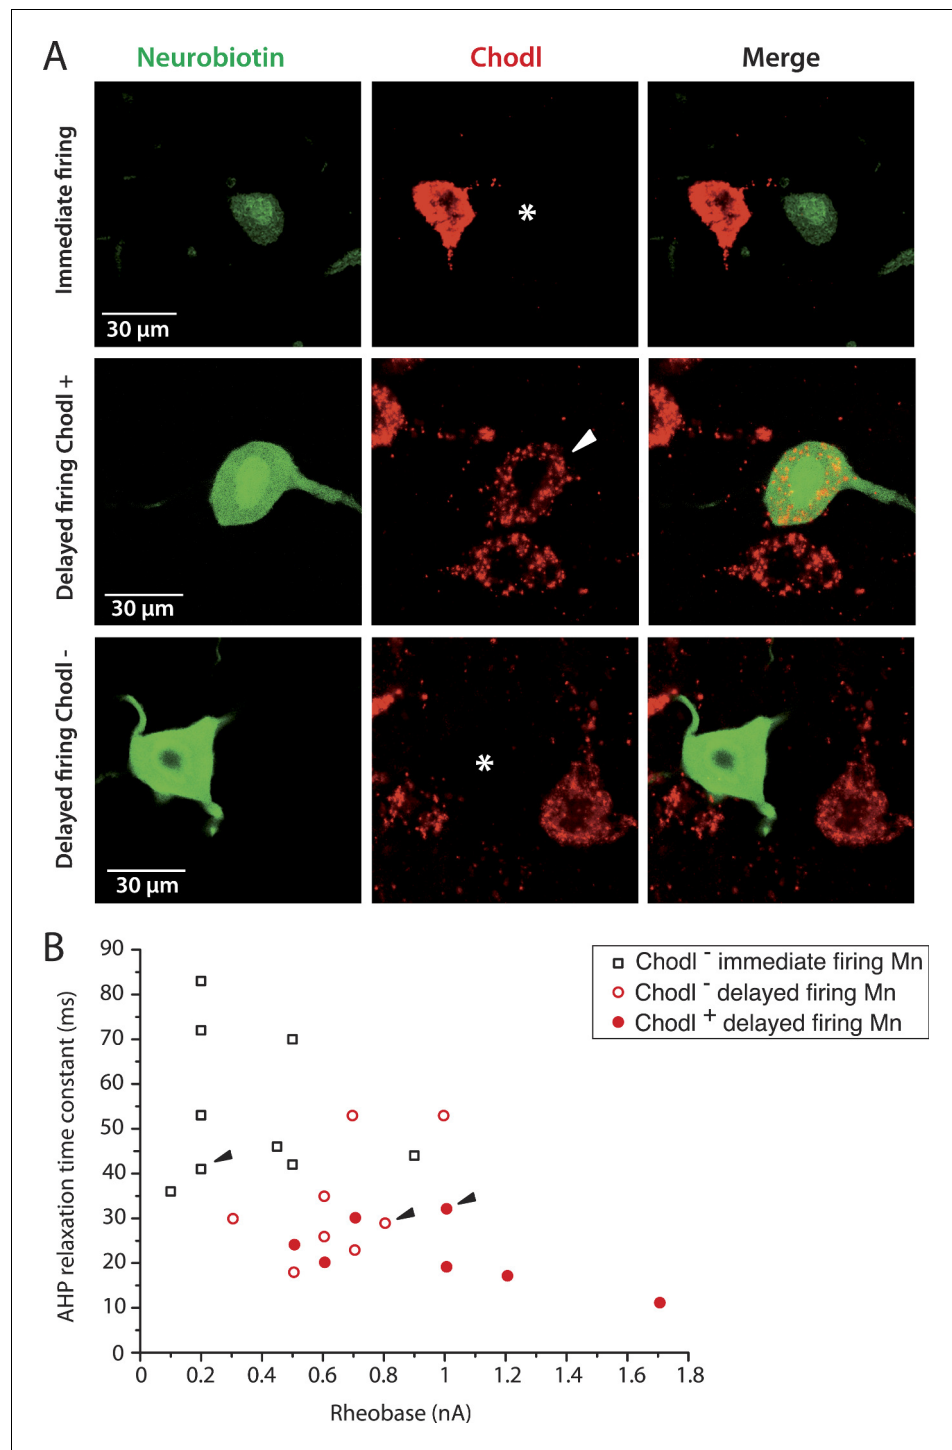 A
Neurobiotin
Chodl
Merge
Immediate firing
*
30 µm
Delayed firing Chodl +
30 µm
Delayed firing Chodl -
*
30 µm
B
Chodl - immediate firing Mn
Chodl - delayed firing Mn
Chodl + delayed firing Mn
AHP relaxation time constant (ms)
90
80
70
60
50
40
30
20
10
0
0 0.2 0.4 0.6 0.8 1 1.2 1.4 1.6 1.8
Rheobase (nA)